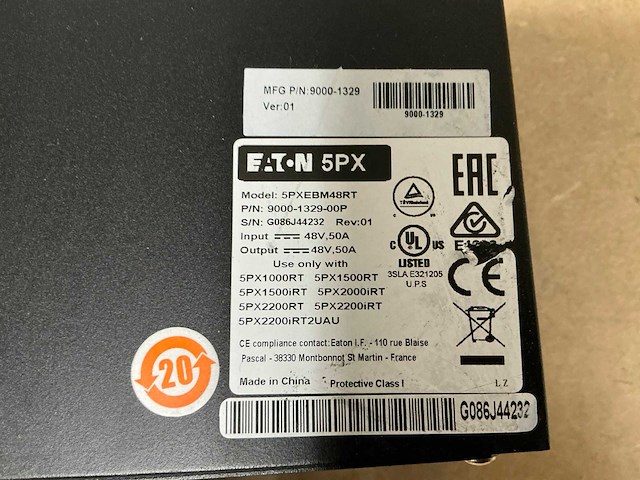 MFG P/N:9000-1329
Ver:01
9000-1329
EATON 5PX
EAC
Model: 5PXEBM48RT
P/N: 9000-1329-00P
S/N: G086J44232 Rev:01
Input 48V,50A
Output 48V,50A
Use only with
5PX1000RT 5PX1500RT
5PX1500iRT 5PX2000iRT
5PX2200RT 5PX2200iRT
5PX2200iRT2UAU
C UL US
LISTED
3SLA E321205
U.P.S
CE
CE compliance contact: Eaton I.F. - 110 rue Blaise
Pascal - 38330 Montbonnot St Martin - France
Made in China Protective Class I L Z
20
G086J44232